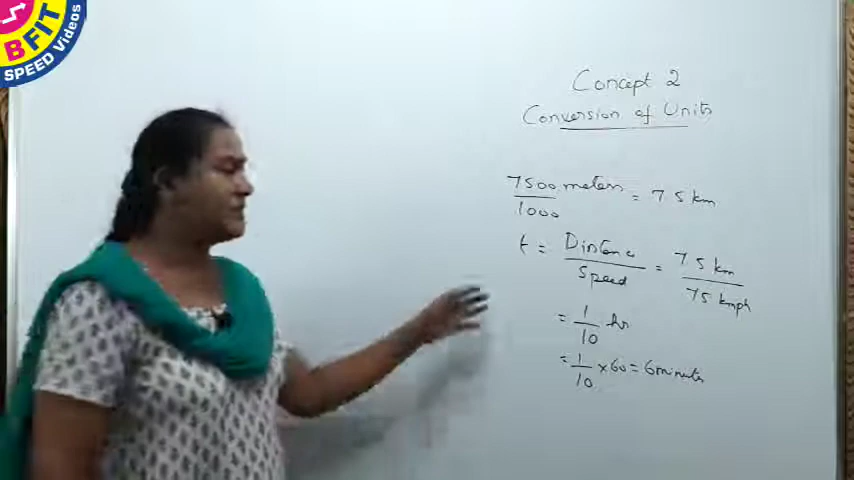 BFIT
SPEED Videos
Concept 2
Conversion of Units
7500 meters = 7.5 km
1000
t = Distance = 7.5 km
Speed 75 kmph
= 1 hr
10
= 1 × 60 = 6 minutes
10